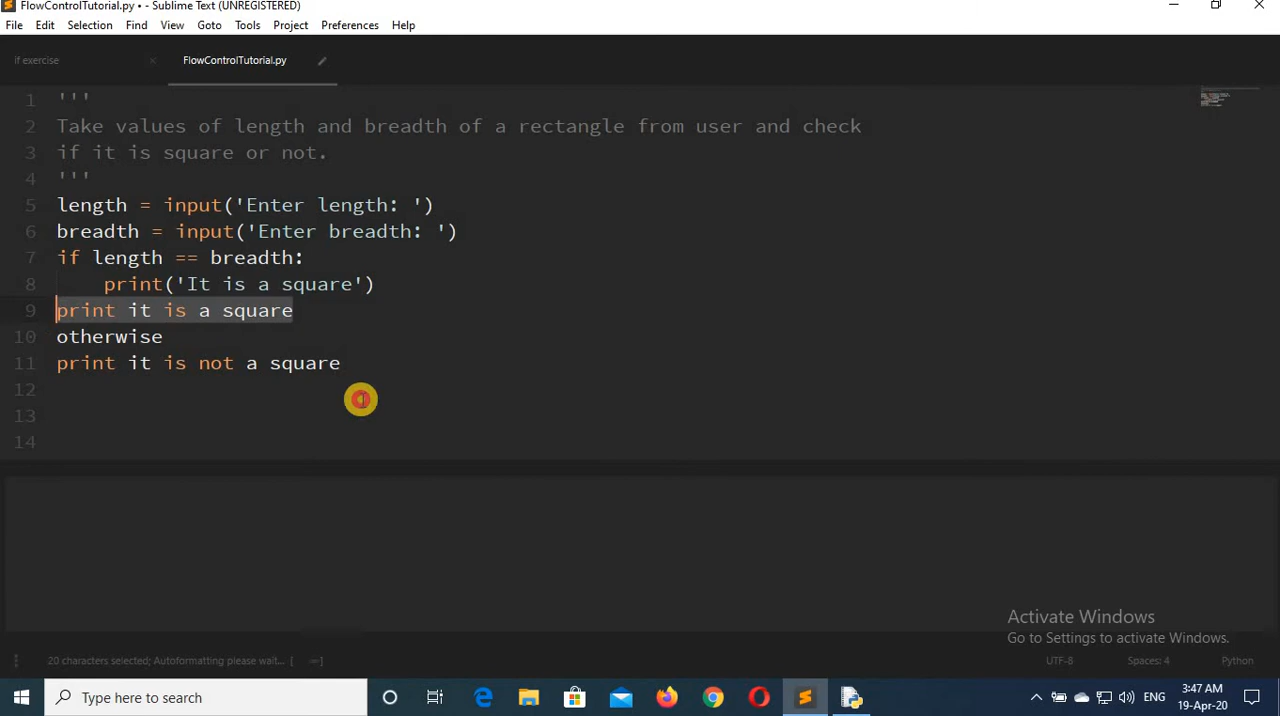 FlowControlTutorial.py • - Sublime Text (UNREGISTERED)
File Edit Selection Find View Goto Tools Project Preferences Help
if exercise FlowControlTutorial.py
1 '''
2 Take values of length and breadth of a rectangle from user and check
3 if it is square or not.
4 '''
5 length = input('Enter length: ')
6 breadth = input('Enter breadth: ')
7 if length == breadth:
8 print('It is a square')
9 print it is a square
10 otherwise
11 print it is not a square
12
13
14
Activate Windows
Go to Settings to activate Windows.
20 characters selected; Autoformatting please wait... [ =] UTF-8 Spaces: 4 Python
Type here to search ENG 3:47 AM
19-Apr-20